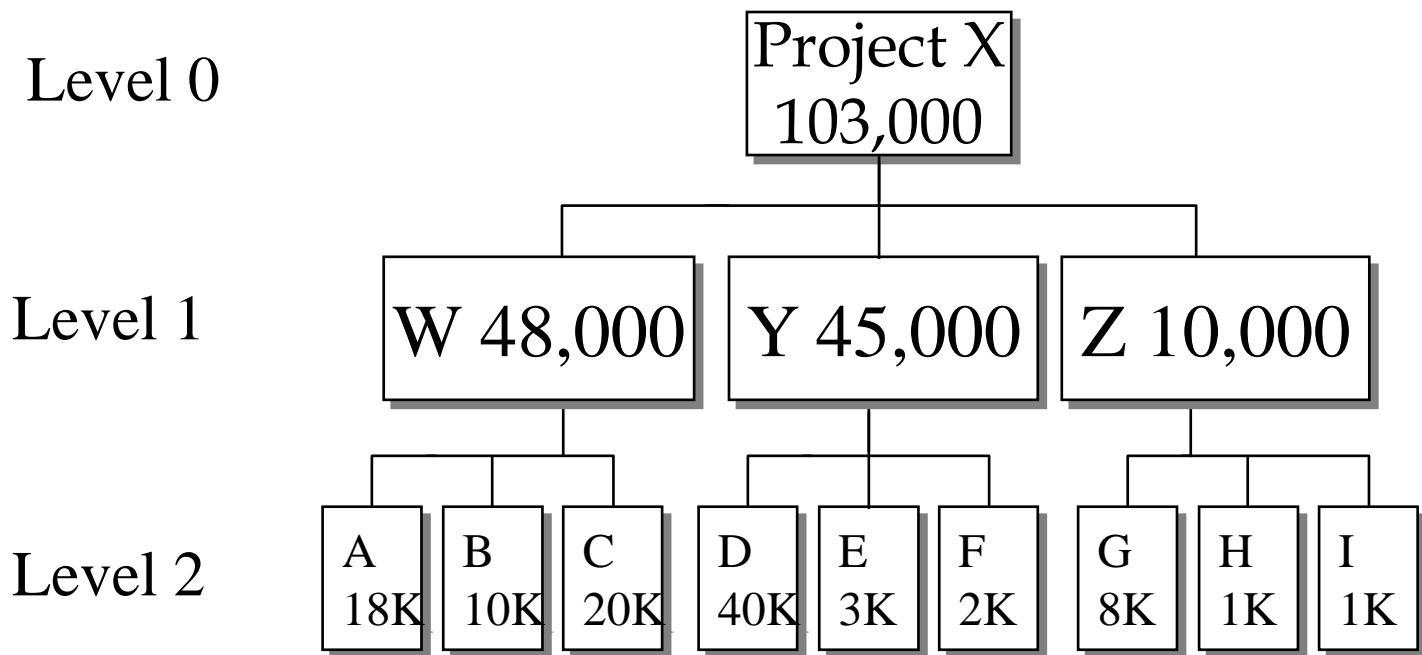 Level 0
Project X
103,000
Level 1
W 48,000
Y 45,000
Z 10,000
Level 2
A
18K
B
10K
C
20K
D
40K
E
3K
F
2K
G
8K
H
1K
I
1K